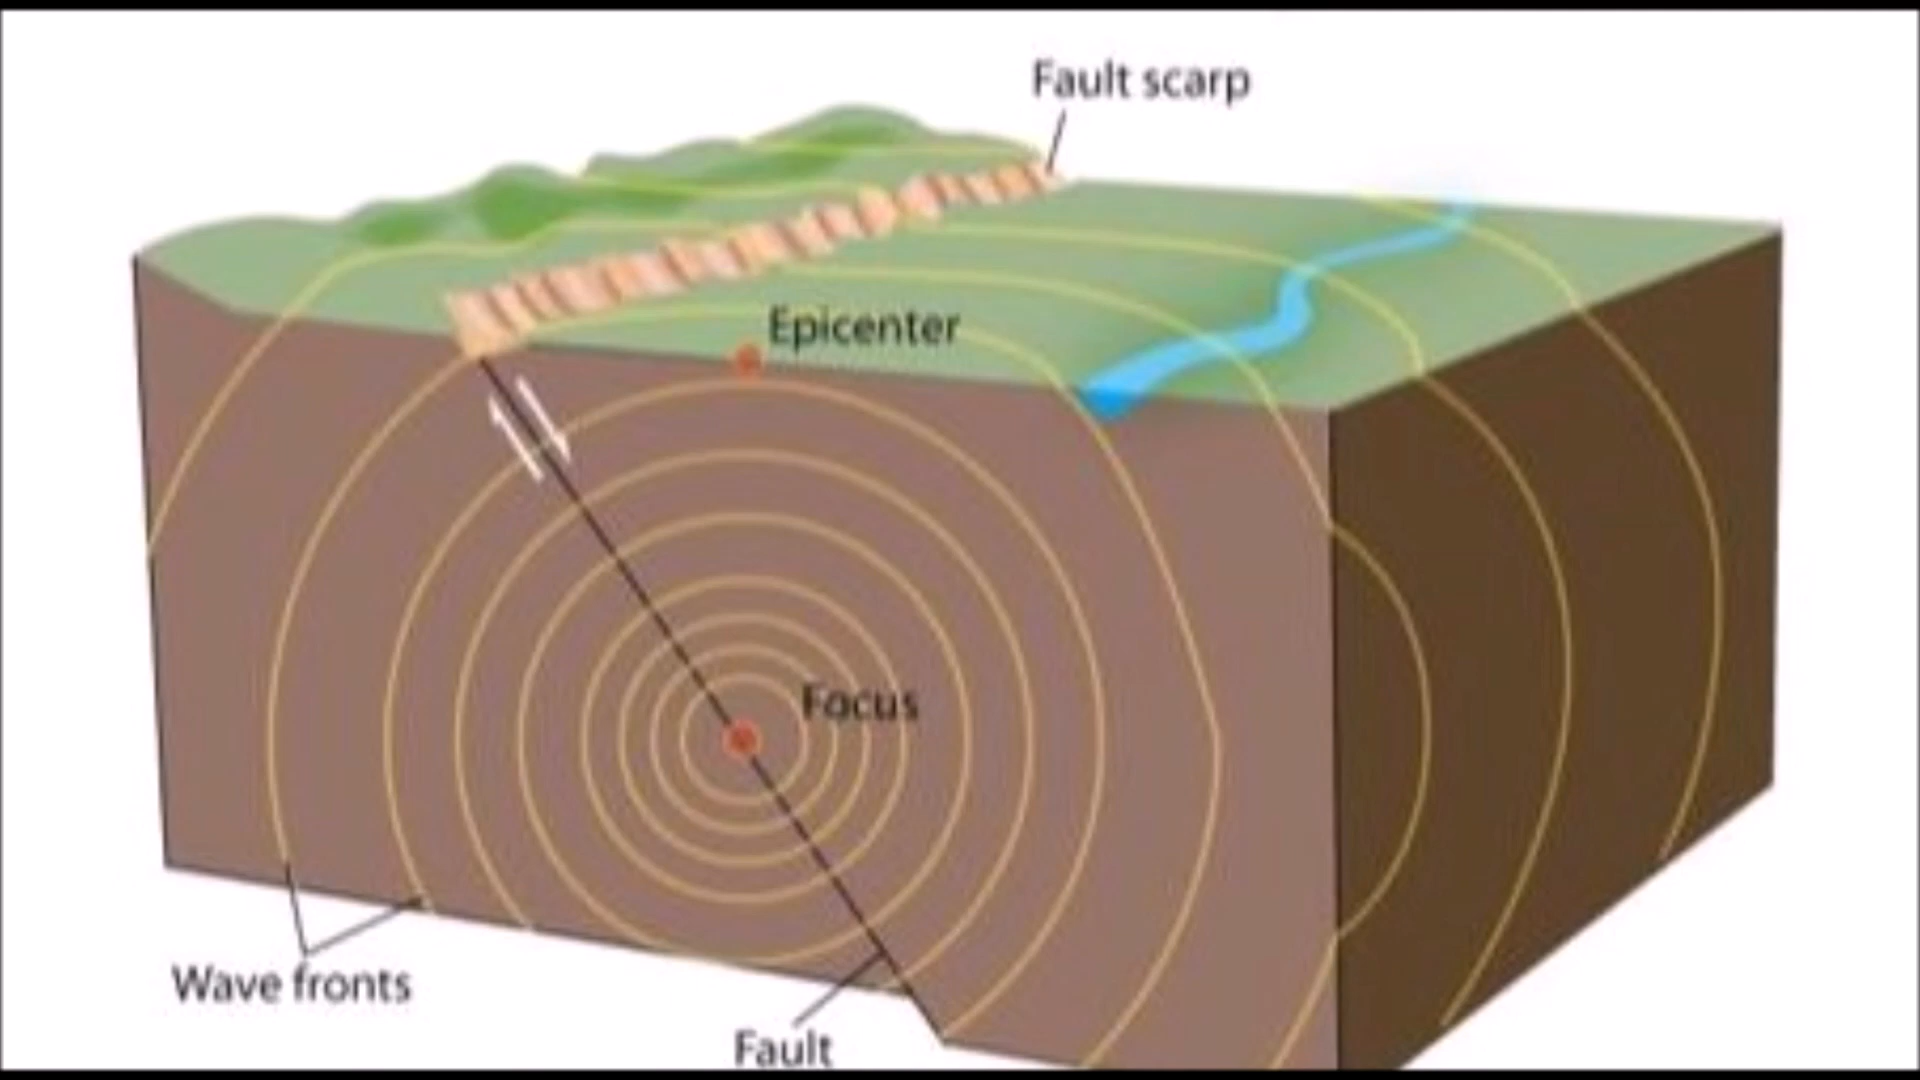 Fault scarp
Epicenter
Focus
Wave fronts
Fault